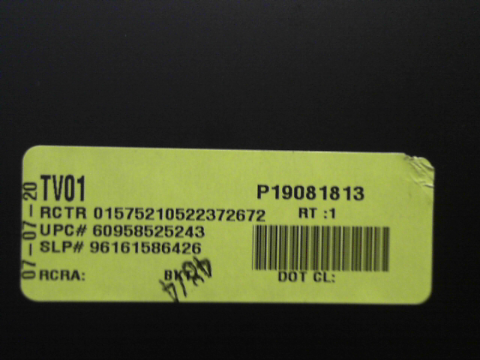 07-07-20
TV01
P19081813
RCTR 01575210522372672 RT :1
UPC# 60958525243
SLP# 96161586426
RCRA: BKT: DOT CL: